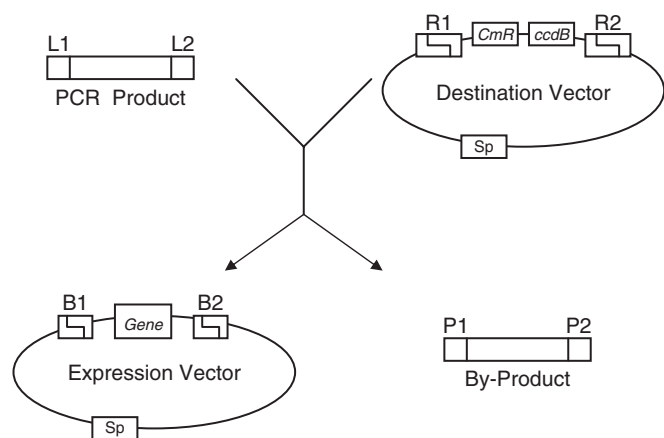 L1 L2
PCR Product
R1 CmR ccdB R2
Destination Vector
Sp
B1 Gene B2
Expression Vector
Sp
P1 P2
By-Product